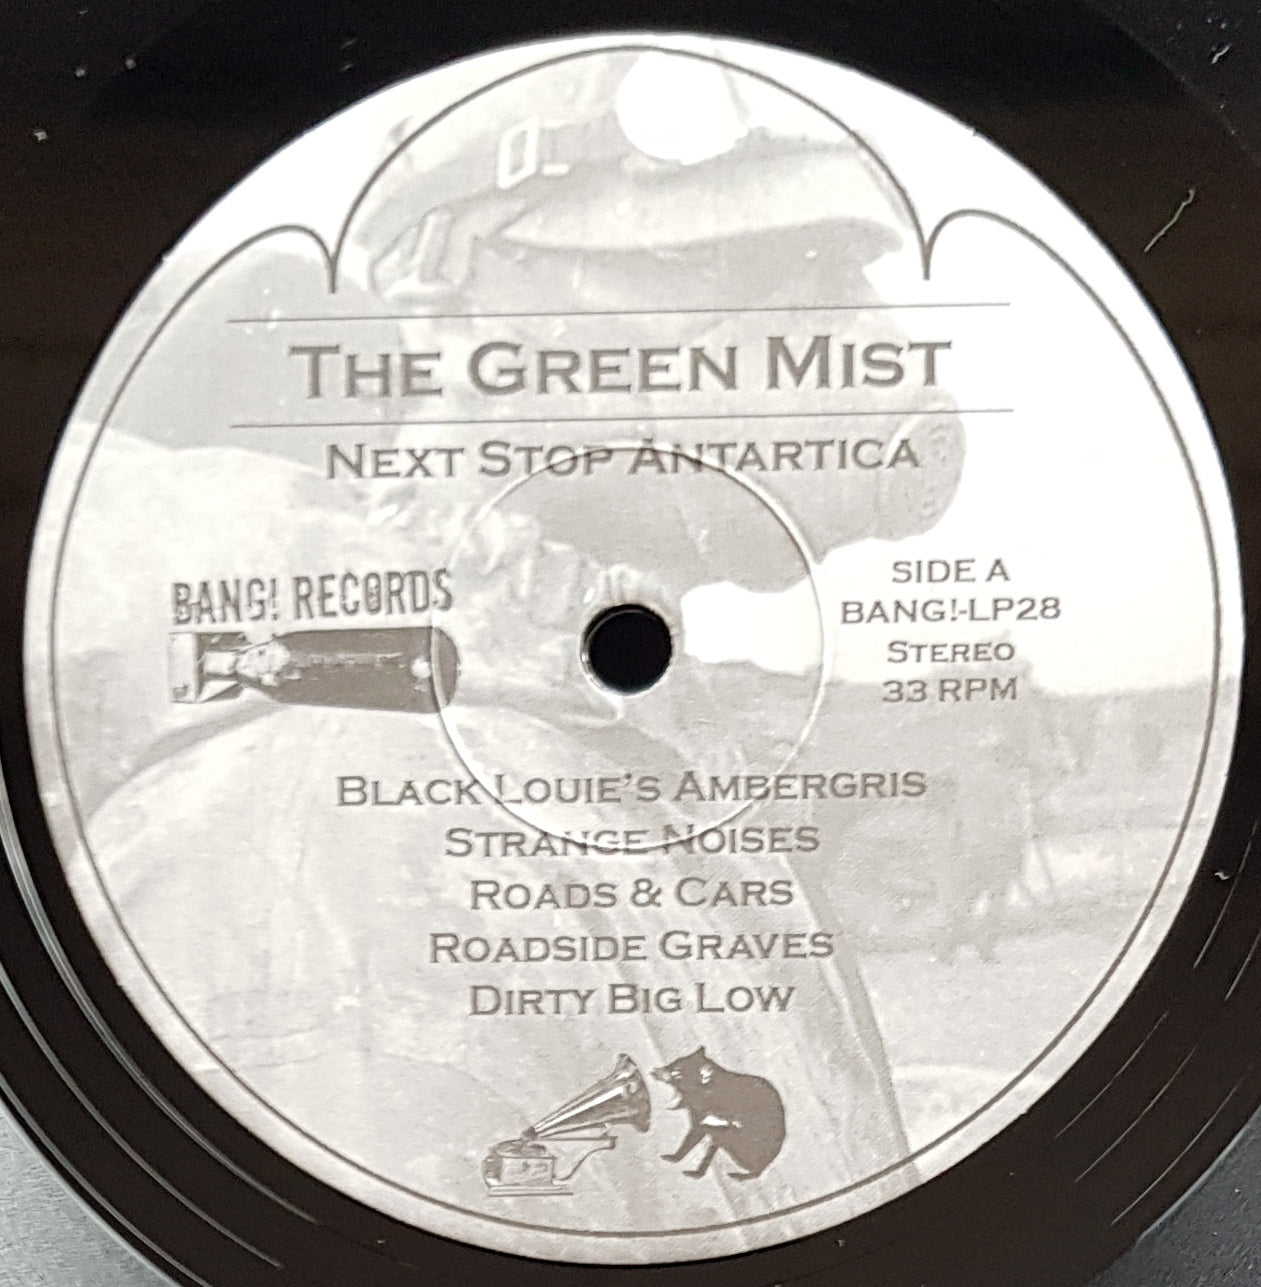 THE GREEN MIST
NEXT STOP ANTARTICA
BANG! RECORDS
SIDE A
BANG!-LP28
STEREO
33 RPM
BLACK LOUIE'S AMBERGRIS
STRANGE NOISES
ROADS & CARS
ROADSIDE GRAVES
DIRTY BIG LOW